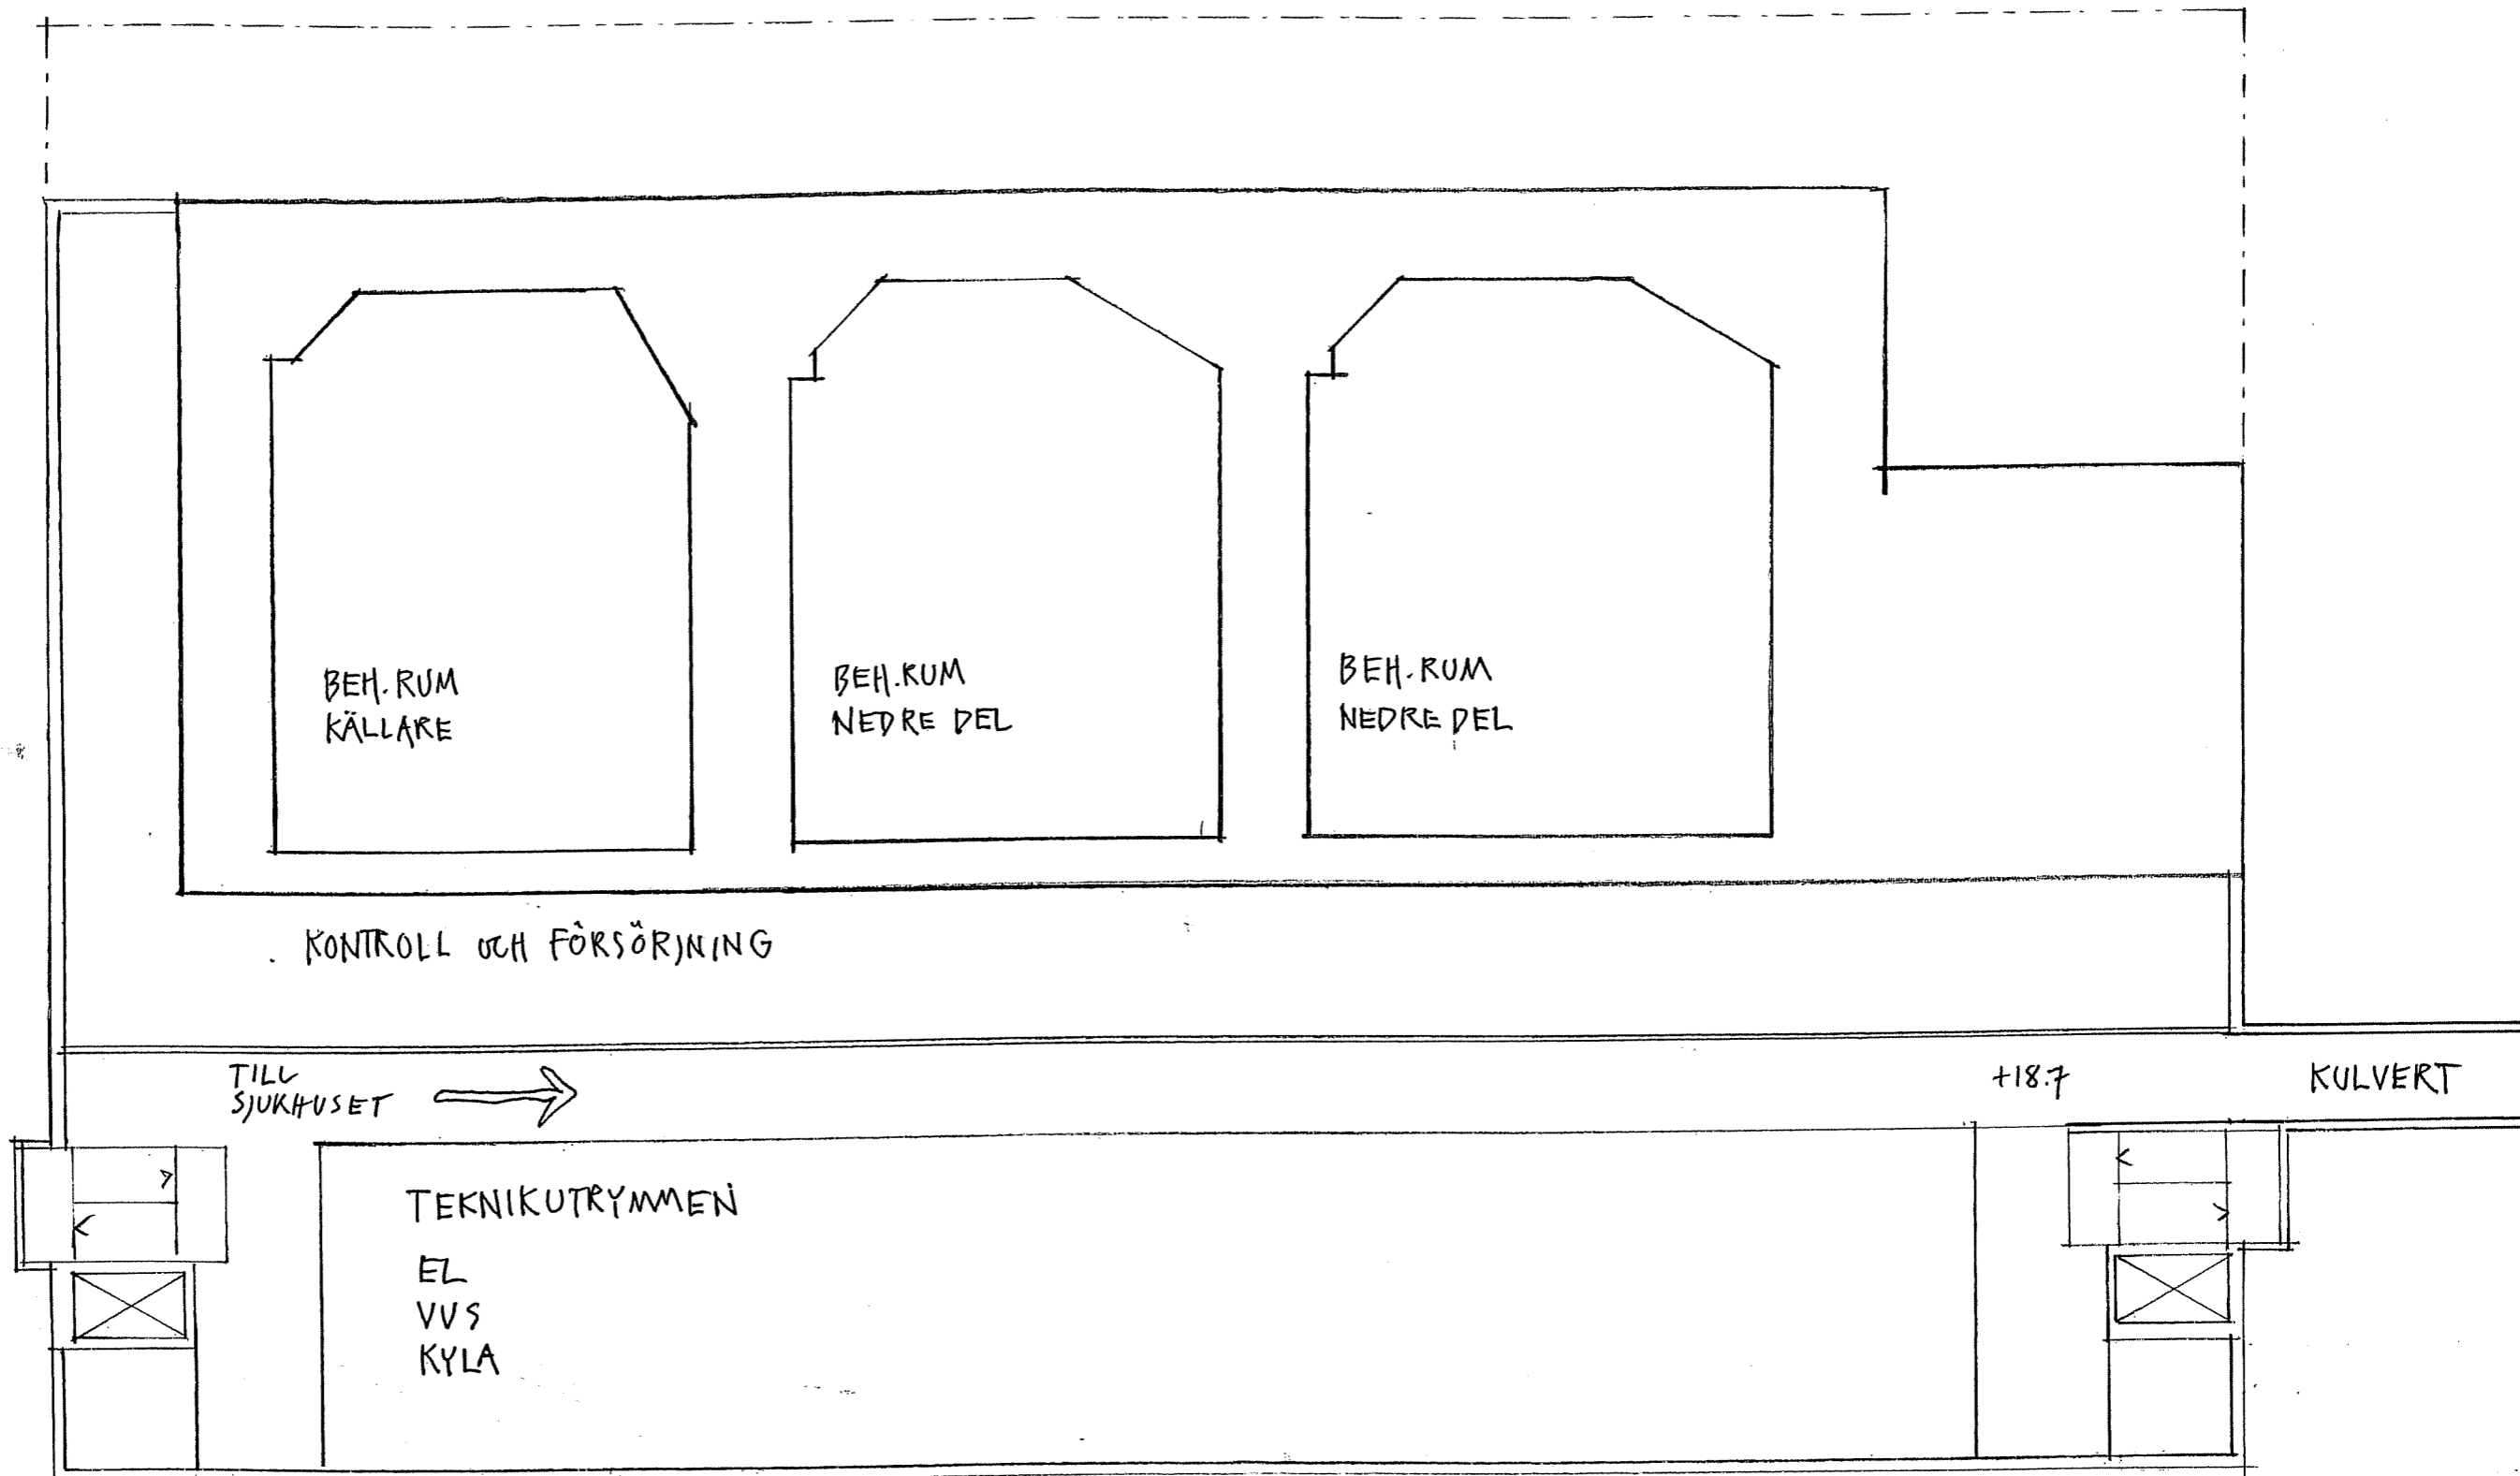 BEH.RUM
KÄLLARE
BEH.RUM
NEDRE DEL
BEH.RUM
NEDRE DEL
KONTROLL OCH FÖRSÖRJNING
TILL
SJUKHUSET
+18.7
KULVERT
TEKNIKUTRYMMEN
EL
VVS
KYLA